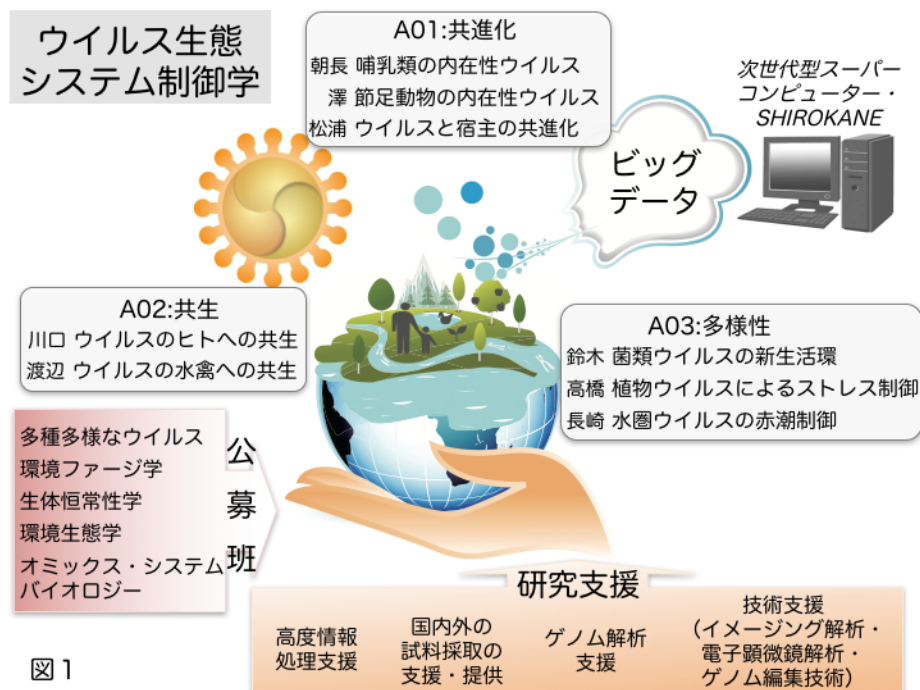 ウイルス生態
システム制御学
A01:共進化
朝長 哺乳類の内在性ウイルス
澤 節足動物の内在性ウイルス
松浦 ウイルスと宿主の共進化
次世代型スーパー
コンピューター・
SHIROKANE
ビッグ
データ
A02:共生
川口 ウイルスのヒトへの共生
渡辺 ウイルスの水禽への共生
A03:多様性
鈴木 菌類ウイルスの新生活環
高橋 植物ウイルスによるストレス制御
長崎 水圏ウイルスの赤潮制御
多種多様なウイルス
環境ファージ学
生体恒常性学
環境生態学
オミックス・システム
バイオロジー
公
募
班
研究支援
高度情報
処理支援
国内外の
試料採取の
支援・提供
ゲノム解析
支援
技術支援
（イメージング解析・
電子顕微鏡解析・
ゲノム編集技術）
図1